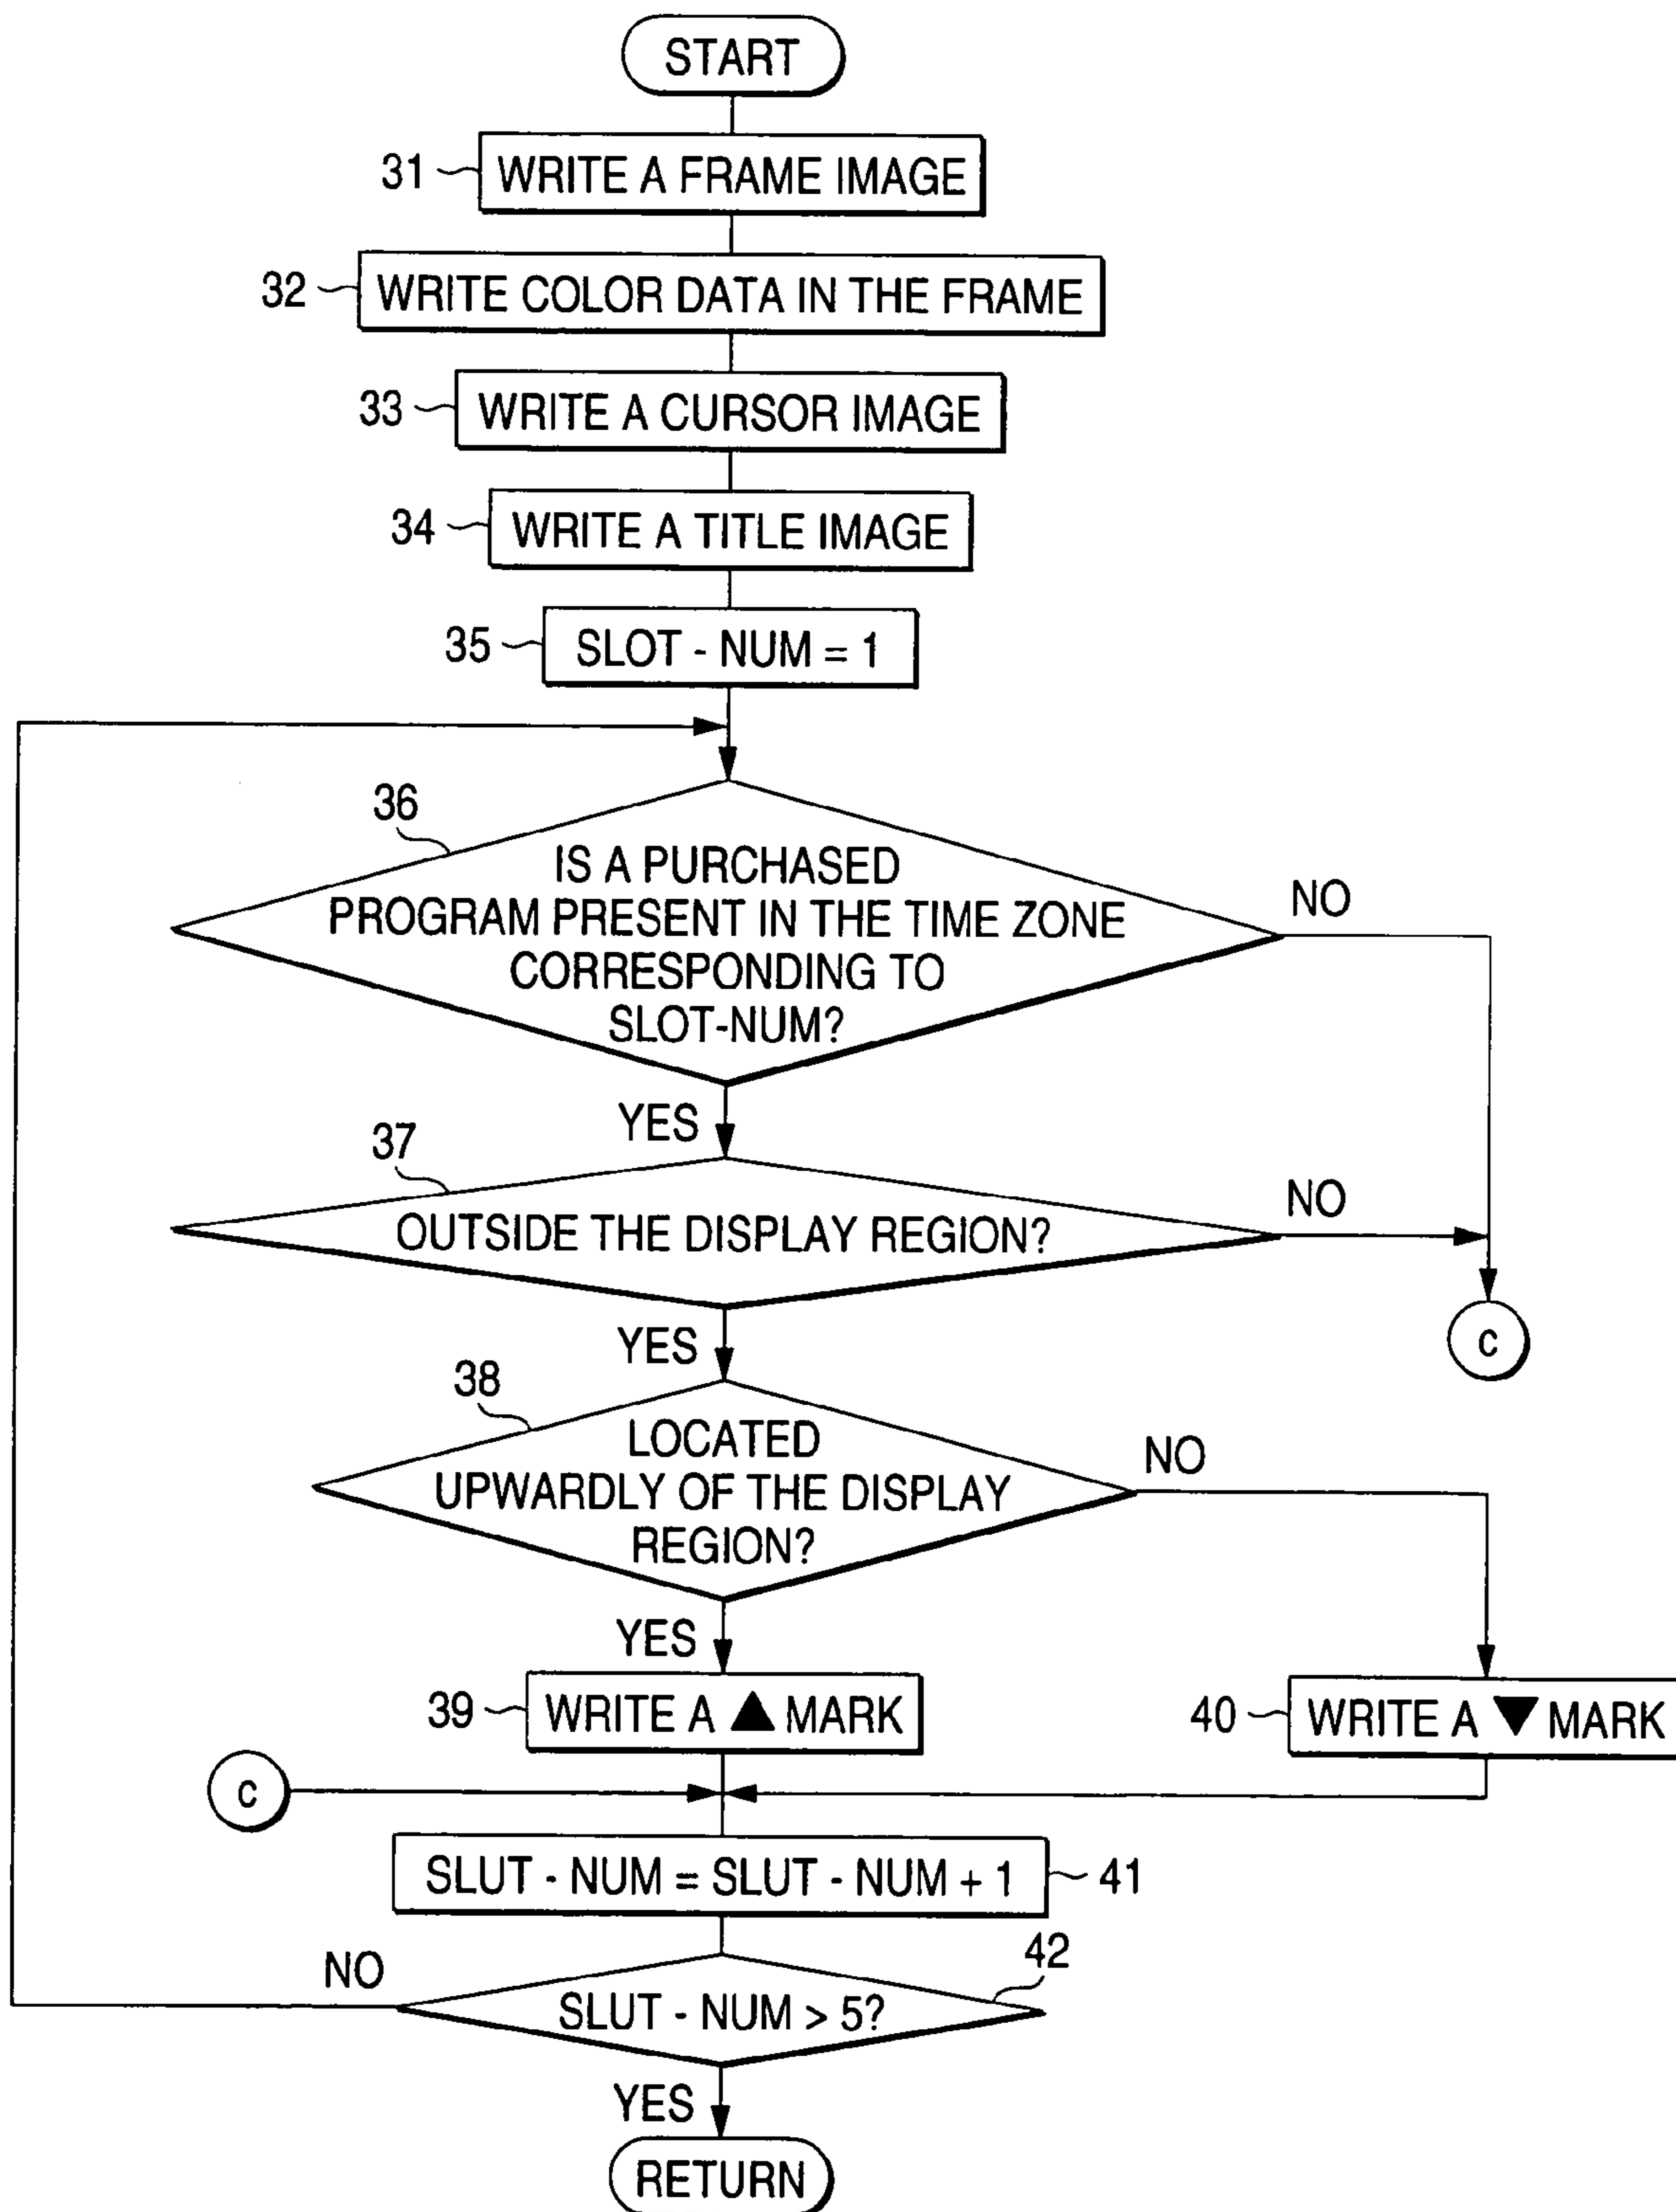 START
31
WRITE A FRAME IMAGE
32
WRITE COLOR DATA IN THE FRAME
33
WRITE A CURSOR IMAGE
34
WRITE A TITLE IMAGE
35
SLOT - NUM = 1
36
IS A PURCHASED
PROGRAM PRESENT IN THE TIME ZONE
CORRESPONDING TO
SLOT-NUM?
NO
YES
37
OUTSIDE THE DISPLAY REGION?
NO
YES
c
38
LOCATED
UPWARDLY OF THE DISPLAY
REGION?
NO
YES
39
WRITE A ▲ MARK
40
WRITE A ▼ MARK
c
SLUT - NUM = SLUT - NUM + 1
41
42
NO
SLUT - NUM > 5?
YES
RETURN